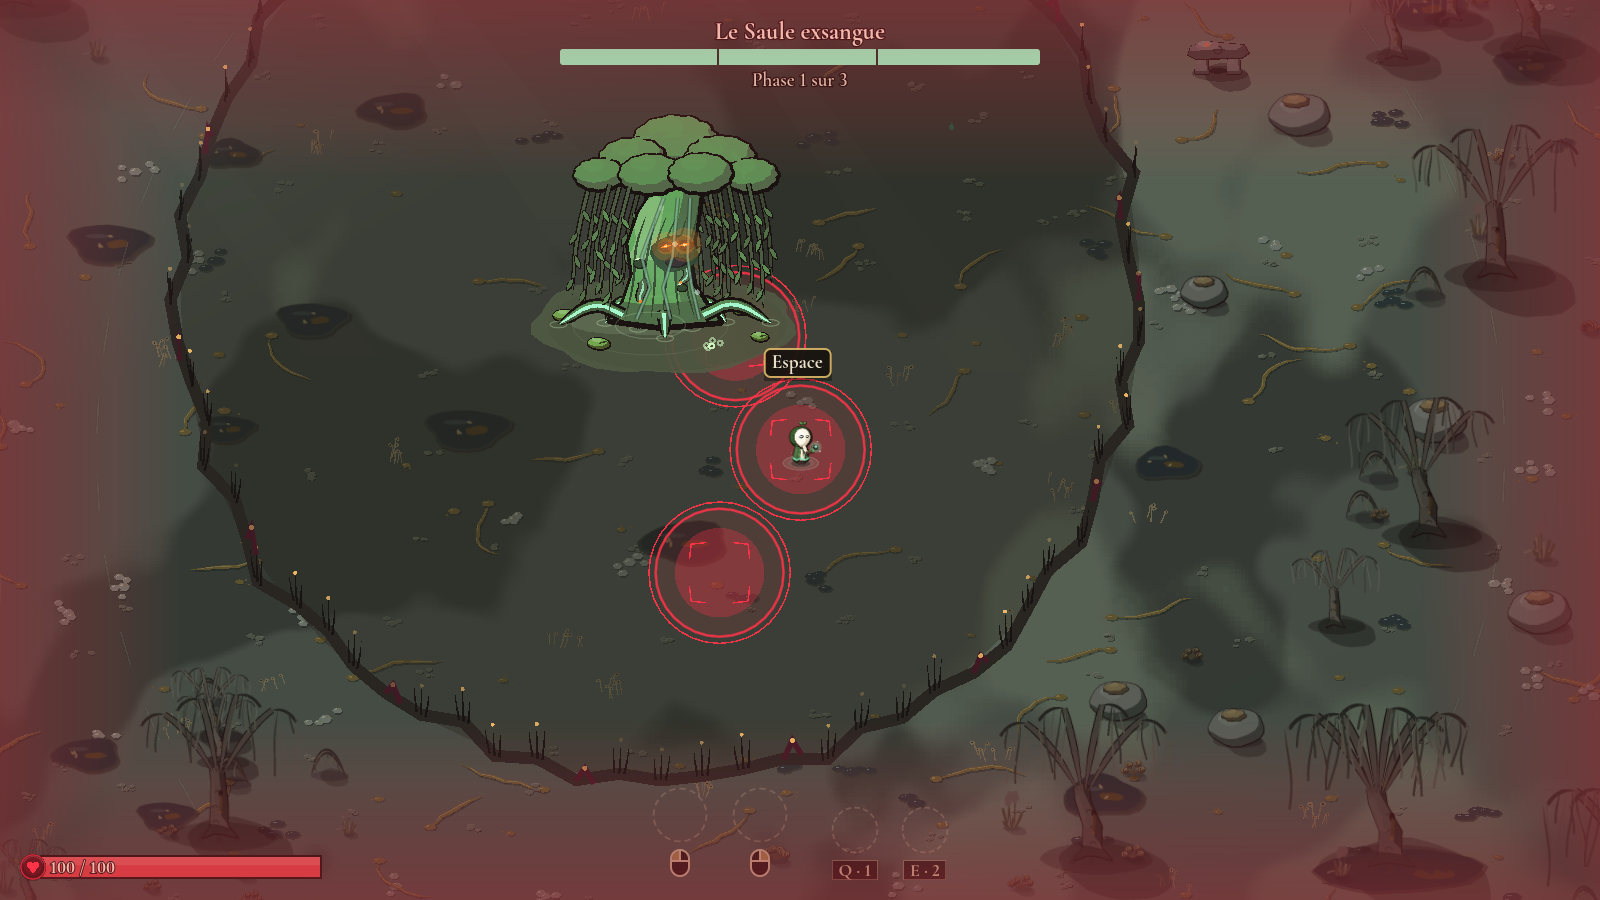 Le Saule exsangue
Phase 1 sur 3
Espace
100 / 100
Q · 1
E · 2